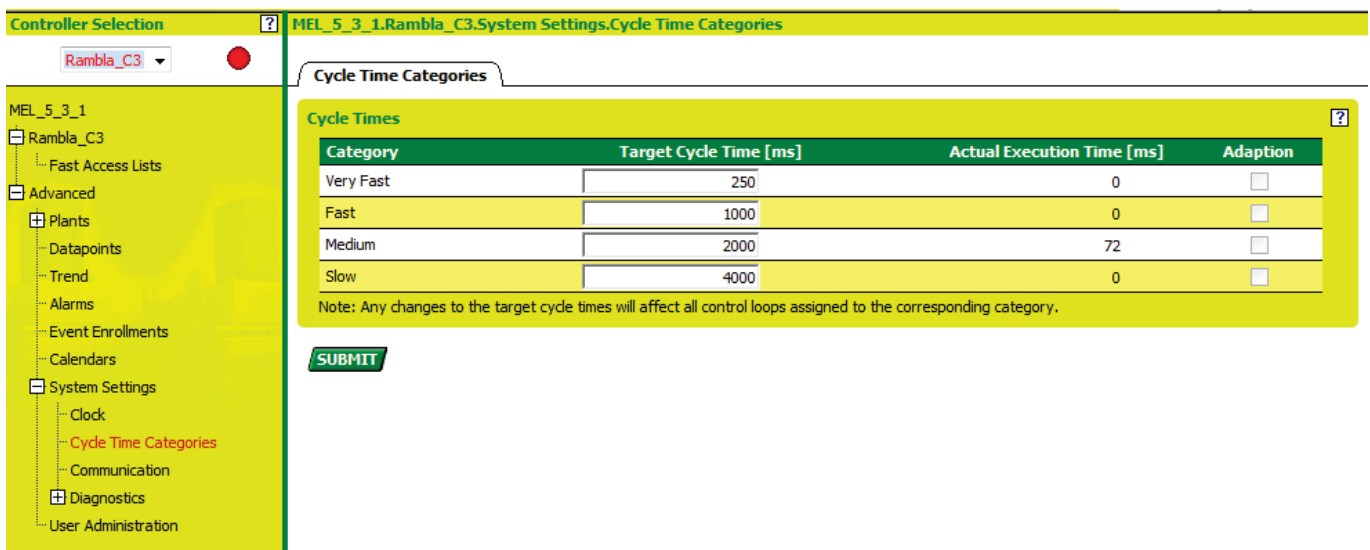 Controller Selection ?
Rambla_C3
MEL_5_3_1
Rambla_C3
Fast Access Lists
Advanced
Plants
Datapoints
Trend
Alarms
Event Enrollments
Calendars
System Settings
Clock
Cycle Time Categories
Communication
Diagnostics
User Administration
MEL_5_3_1.Rambla_C3.System Settings.Cycle Time Categories
Cycle Time Categories
Cycle Times ?
Category Target Cycle Time [ms] Actual Execution Time [ms] Adaption
Very Fast 250 0
Fast 1000 0
Medium 2000 72
Slow 4000 0
Note: Any changes to the target cycle times will affect all control loops assigned to the corresponding category.
SUBMIT